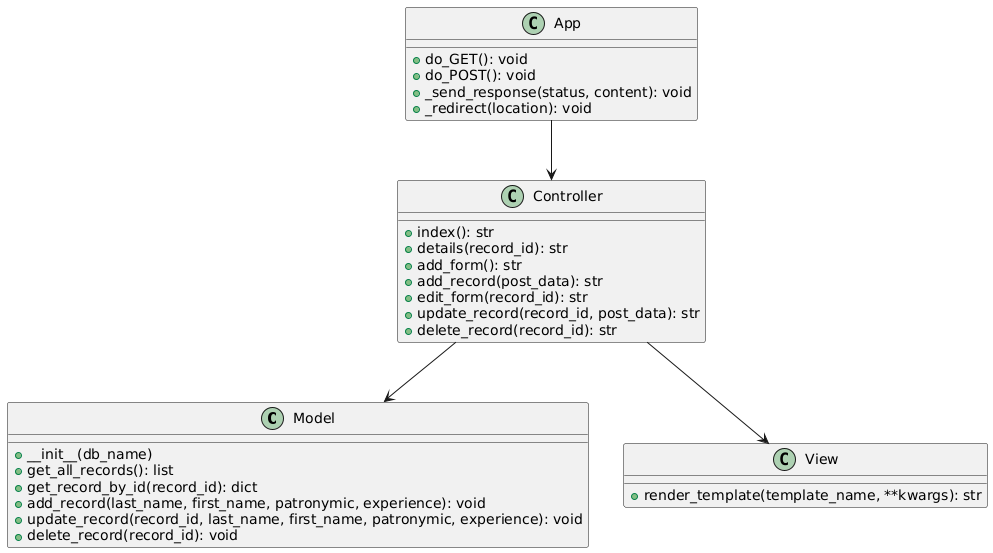 C App
do_GET(): void
do_POST(): void
_send_response(status, content): void
_redirect(location): void
C Controller
index(): str
details(record_id): str
add_form(): str
add_record(post_data): str
edit_form(record_id): str
update_record(record_id, post_data): str
delete_record(record_id): str
C Model
__init__(db_name)
get_all_records(): list
get_record_by_id(record_id): dict
add_record(last_name, first_name, patronymic, experience): void
update_record(record_id, last_name, first_name, patronymic, experience): void
delete_record(record_id): void
C View
render_template(template_name, **kwargs): str